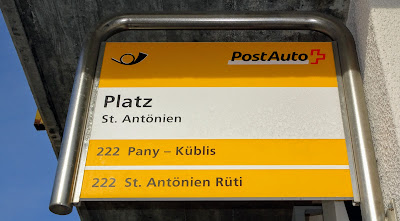 PostAuto
Platz
St. Antönien
222 Pany – Küblis
222 St. Antönien Rüti